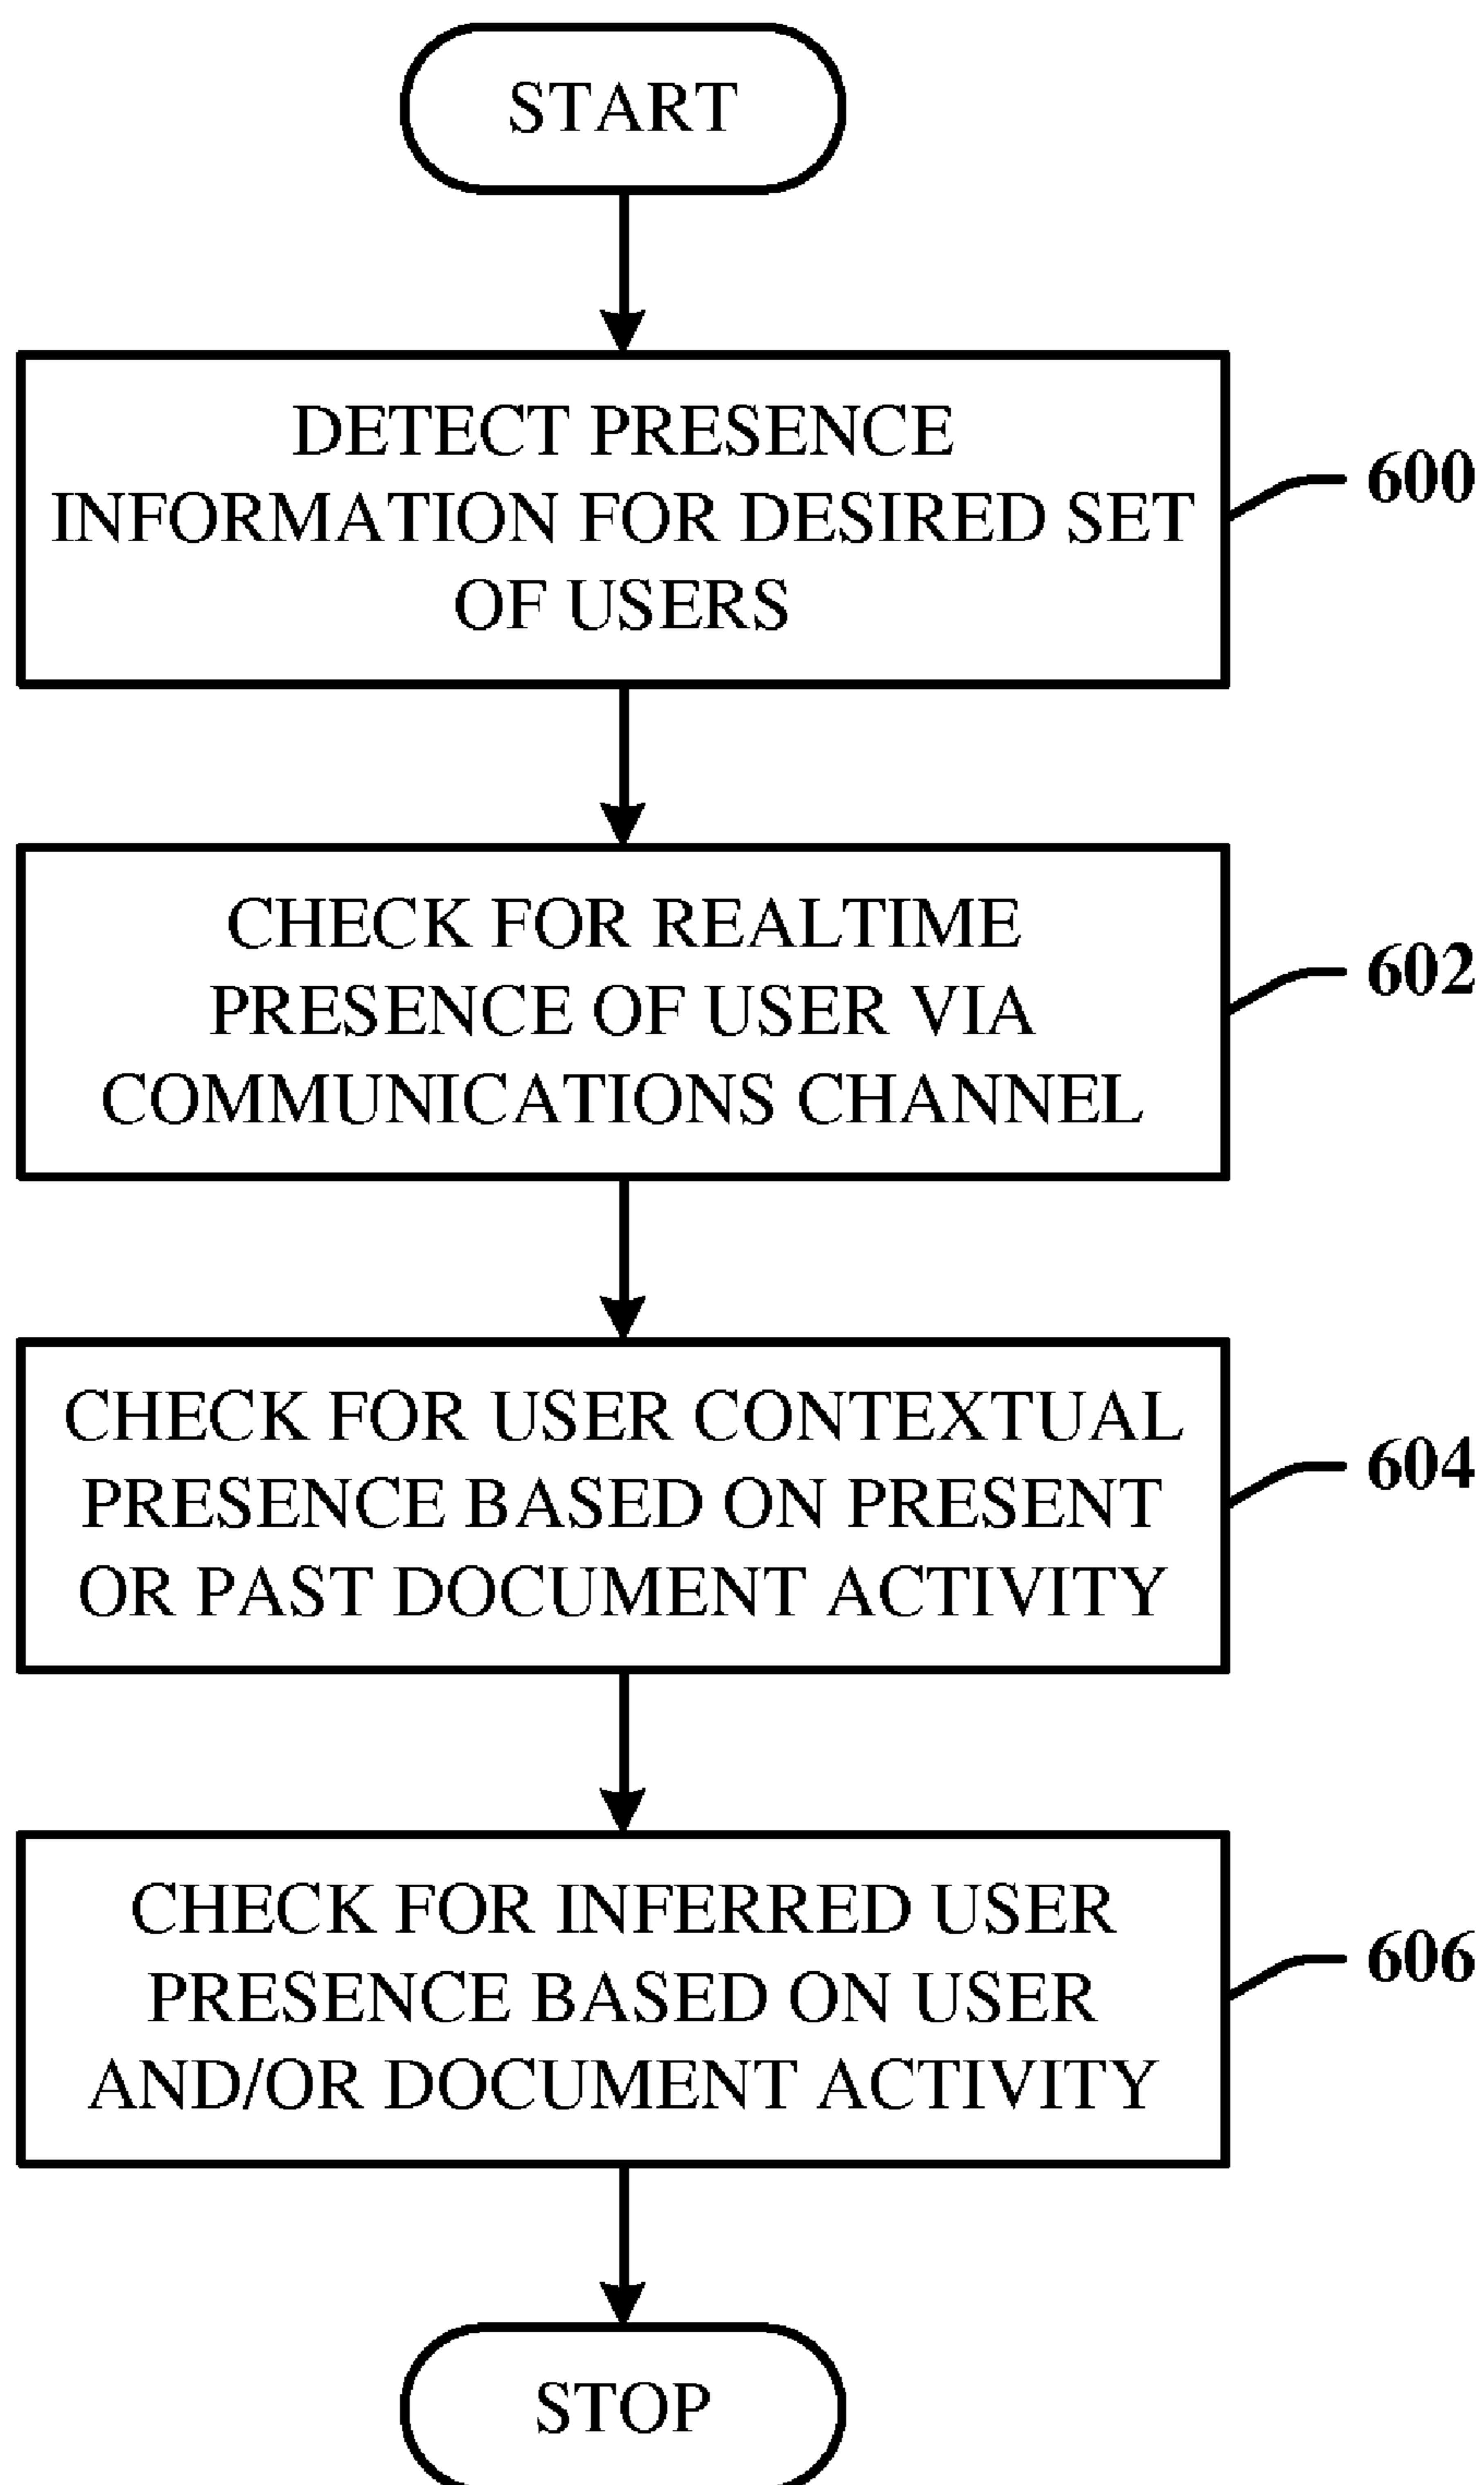 START
DETECT PRESENCE
INFORMATION FOR DESIRED SET
OF USERS
600
CHECK FOR REALTIME
PRESENCE OF USER VIA
COMMUNICATIONS CHANNEL
602
CHECK FOR USER CONTEXTUAL
PRESENCE BASED ON PRESENT
OR PAST DOCUMENT ACTIVITY
604
CHECK FOR INFERRED USER
PRESENCE BASED ON USER
AND/OR DOCUMENT ACTIVITY
606
STOP